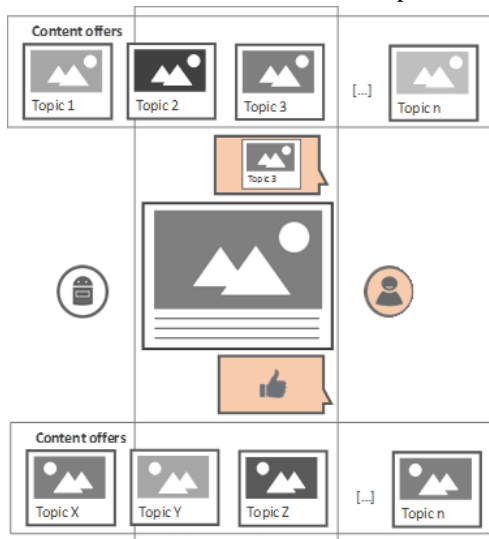 Content offers
Topic 1 Topic 2 Topic 3 [...] Topic n
Topic 3
Content offers
Topic X Topic Y Topic Z [...] Topic n